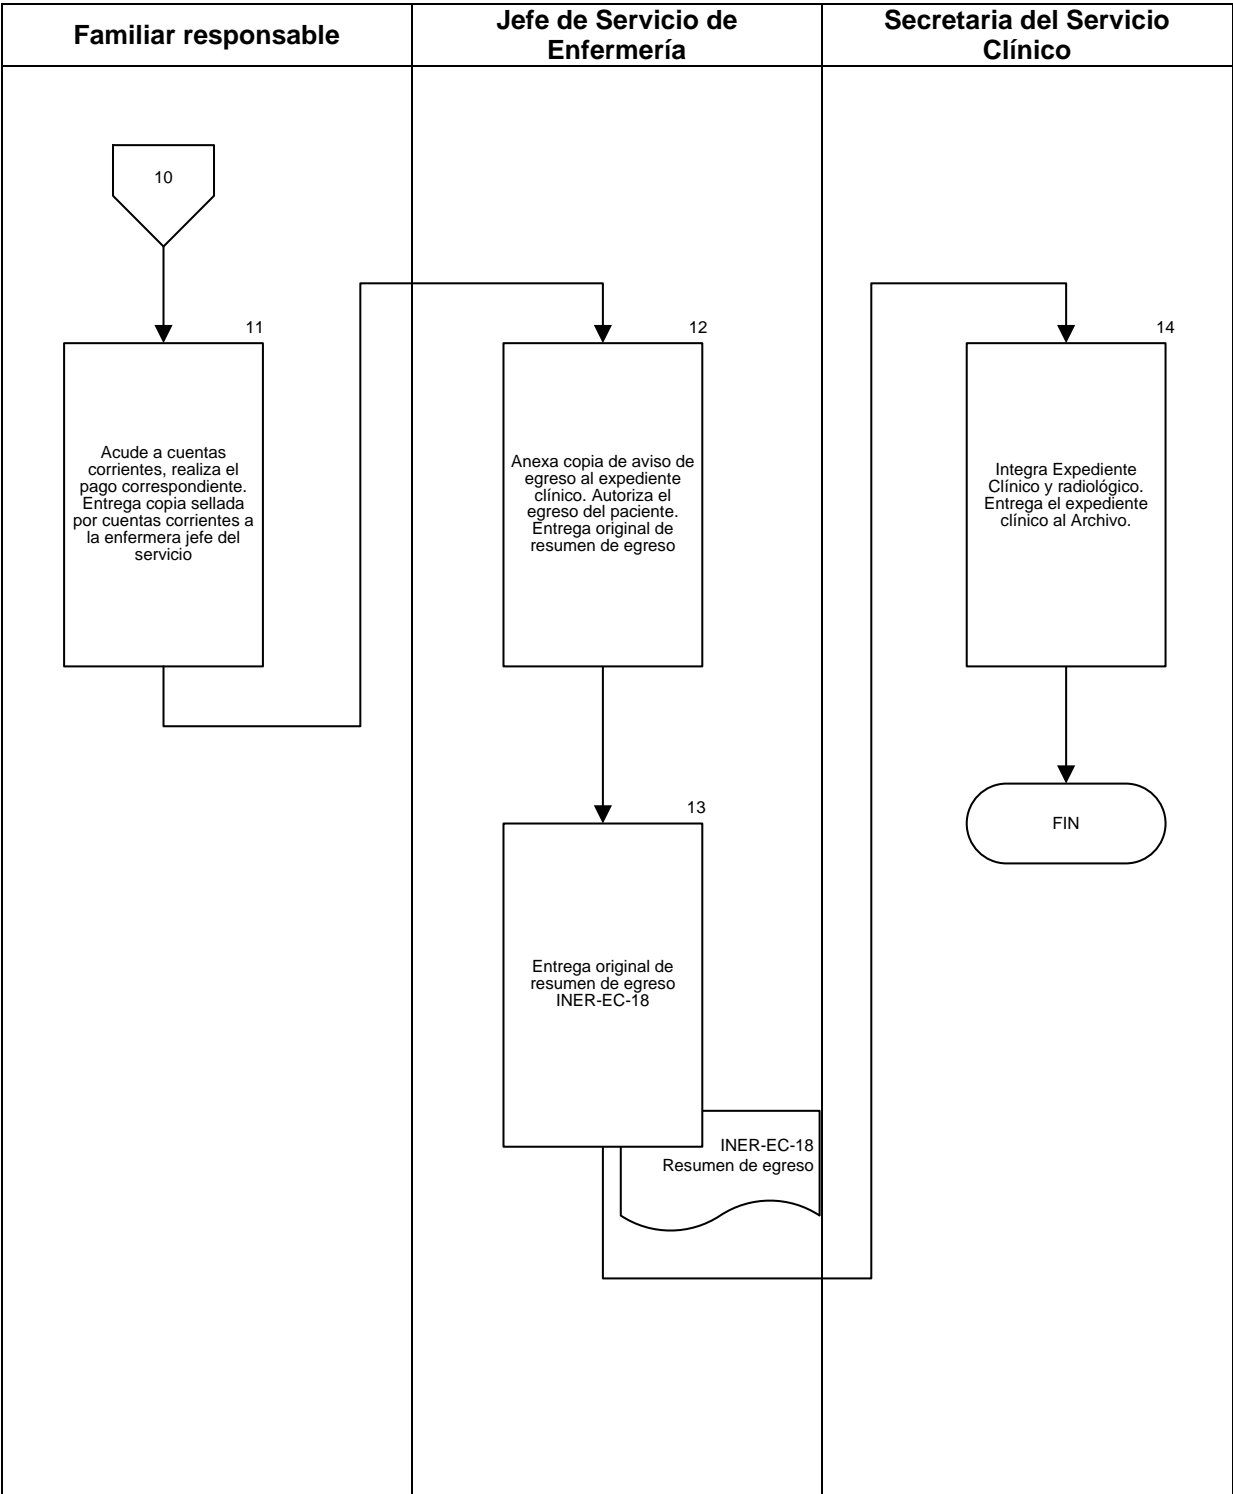 Familiar responsable
Jefe de Servicio de
Enfermería
Secretaria del Servicio
Clínico
10
11
Acude a cuentas
corrientes, realiza el
pago correspondiente.
Entrega copia sellada
por cuentas corrientes a
la enfermera jefe del
servicio
12
Anexa copia de aviso de
egreso al expediente
clínico. Autoriza el
egreso del paciente.
Entrega original de
resumen de egreso
13
Entrega original de
resumen de egreso
INER-EC-18
INER-EC-18
Resumen de egreso
14
Integra Expediente
Clínico y radiológico.
Entrega el expediente
clínico al Archivo.
FIN